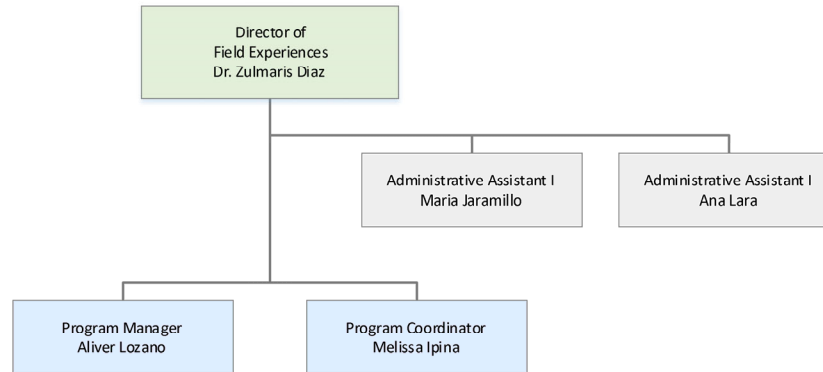 Director of
Field Experiences
Dr. Zulmaris Diaz
Administrative Assistant I
Maria Jaramillo
Administrative Assistant I
Ana Lara
Program Manager
Aliver Lozano
Program Coordinator
Melissa Ipina